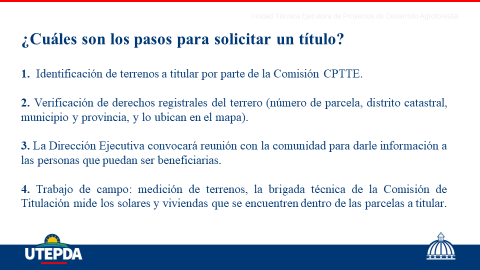 Unidad Técnica Ejecutora de Proyectos de Desarrollo Agroforestal
¿Cuáles son los pasos para solicitar un título?
1. Identificación de terrenos a titular por parte de la Comisión CPTTE.
2. Verificación de derechos registrales del terrero (número de parcela, distrito catastral,
municipio y provincia, y lo ubican en el mapa).
3. La Dirección Ejecutiva convocará reunión con la comunidad para darle información a
las personas que puedan ser beneficiarias.
4. Trabajo de campo: medición de terrenos, la brigada técnica de la Comisión de
Titulación mide los solares y viviendas que se encuentren dentro de las parcelas a titular.
UTEPDA